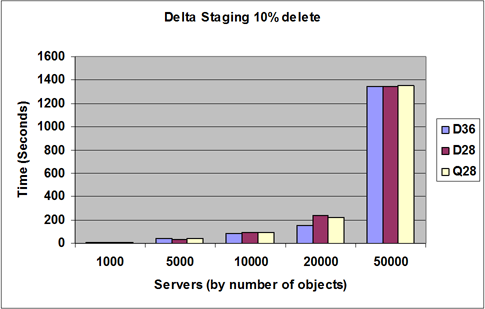 Delta Staging 10% delete
1600
1400
1200
1000
800
600
400
200
0
Time (Seconds)
1000 5000 10000 20000 50000
Servers (by number of objects)
D36
D28
Q28